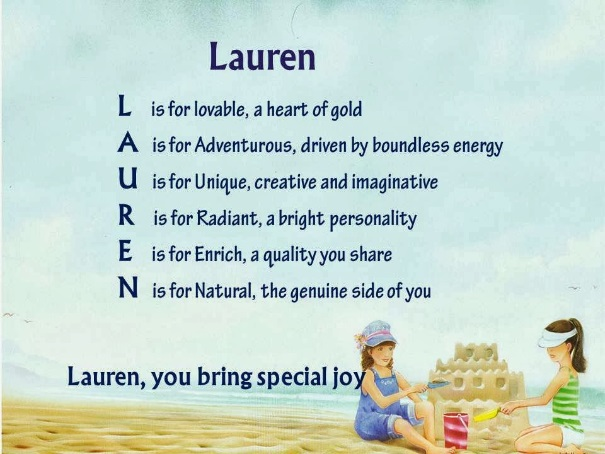 Lauren
L is for lovable, a heart of gold
A is for Adventurous, driven by boundless energy
U is for Unique, creative and imaginative
R is for Radiant, a bright personality
E is for Enrich, a quality you share
N is for Natural, the genuine side of you
Lauren, you bring special joy